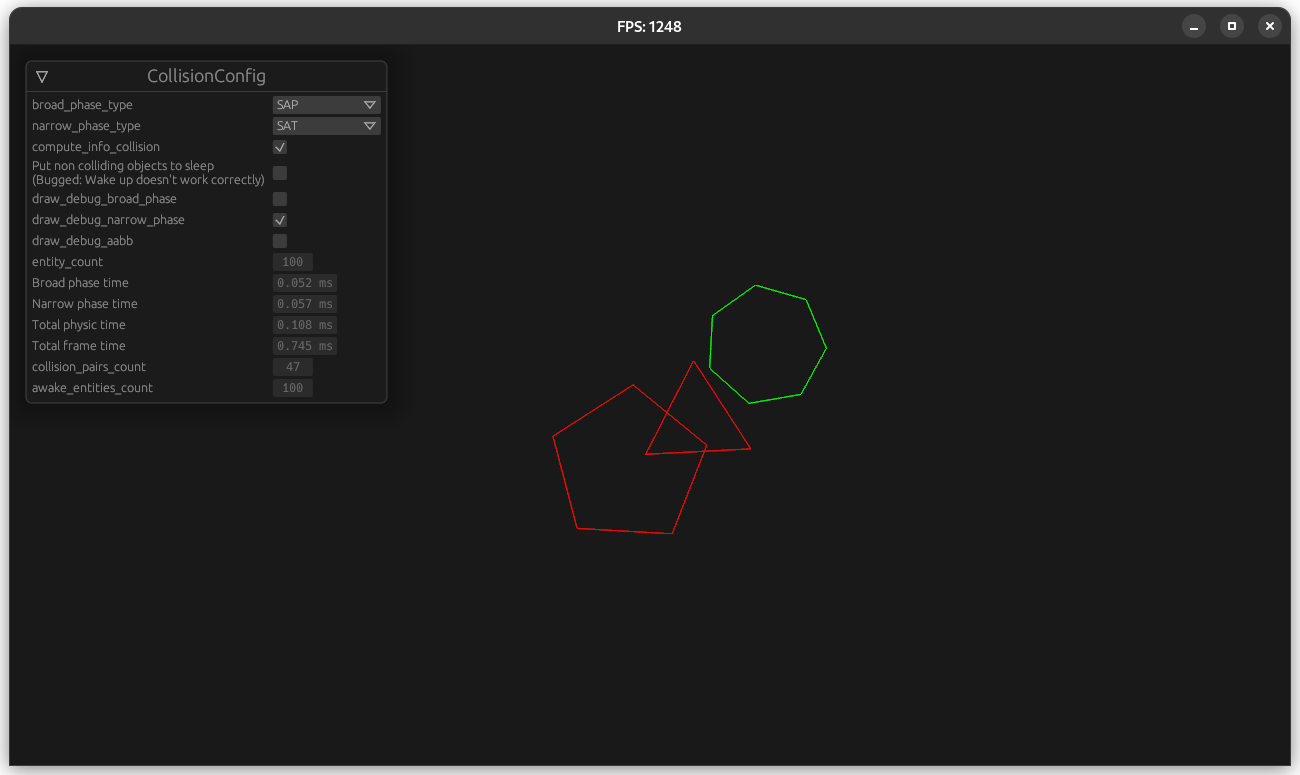 FPS: 1248
CollisionConfig
broad_phase_type SAP
narrow_phase_type SAT
compute_info_collision
Put non colliding objects to sleep
(Bugged: Wake up doesn't work correctly)
draw_debug_broad_phase
draw_debug_narrow_phase
draw_debug_aabb
entity_count 100
Broad phase time 0.052 ms
Narrow phase time 0.057 ms
Total physic time 0.108 ms
Total frame time 0.745 ms
collision_pairs_count 47
awake_entities_count 100